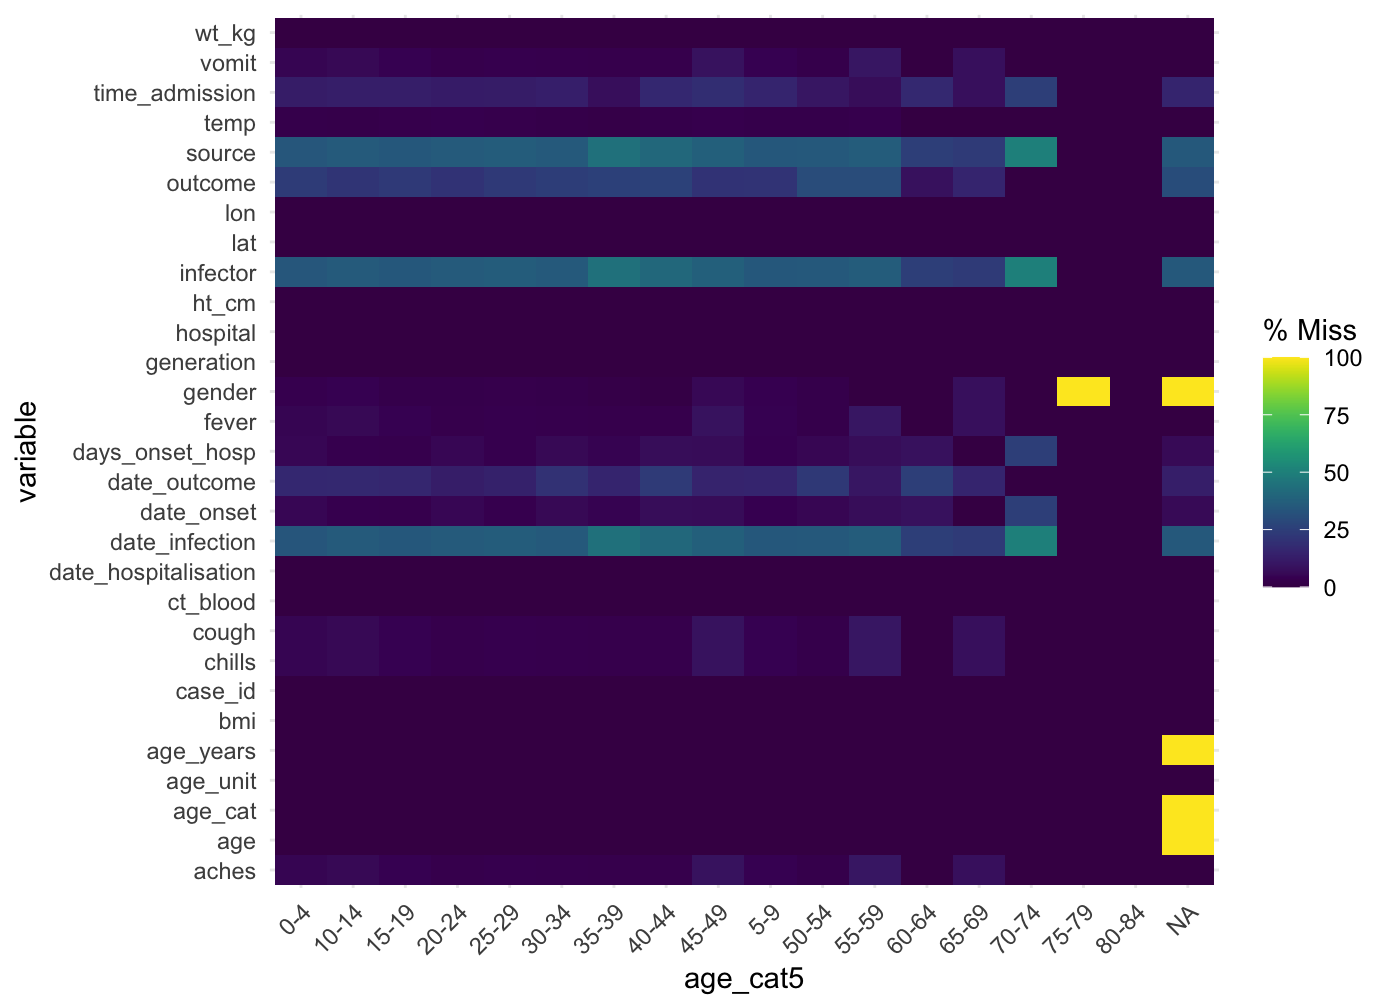 wt_kg
vomit
time_admission
temp
source
outcome
lon
lat
infector
ht_cm
hospital
generation
gender
fever
days_onset_hosp
date_outcome
date_onset
date_infection
date_hospitalisation
ct_blood
cough
chills
case_id
bmi
age_years
age_unit
age_cat
age
aches
variable
0-4
10-14
15-19
20-24
25-29
30-34
35-39
40-44
45-49
5-9
50-54
55-59
60-64
65-69
70-74
75-79
80-84
NA
age_cat5
% Miss
100
75
50
25
0